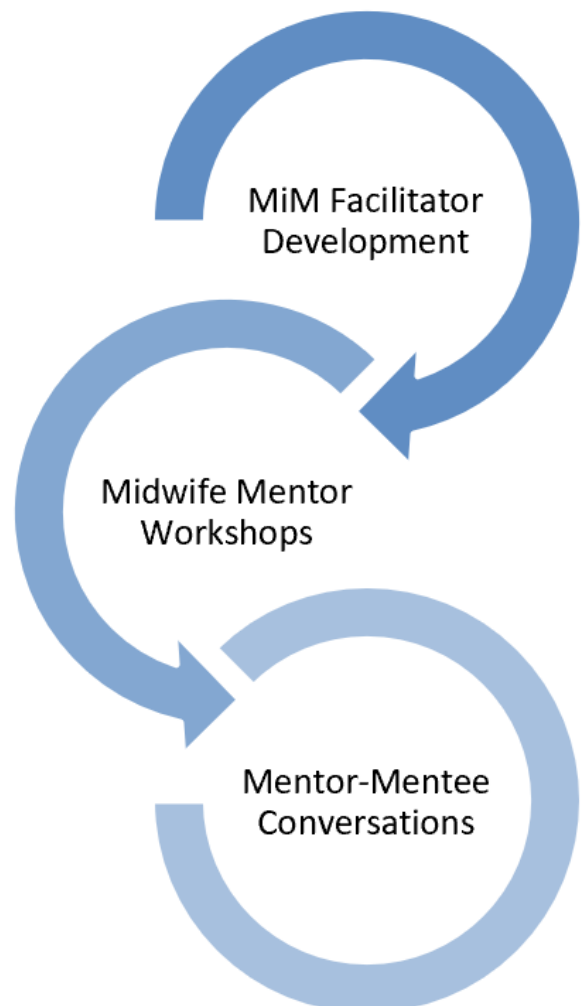 MiM Facilitator
Development
Midwife Mentor
Workshops
Mentor-Mentee
Conversations